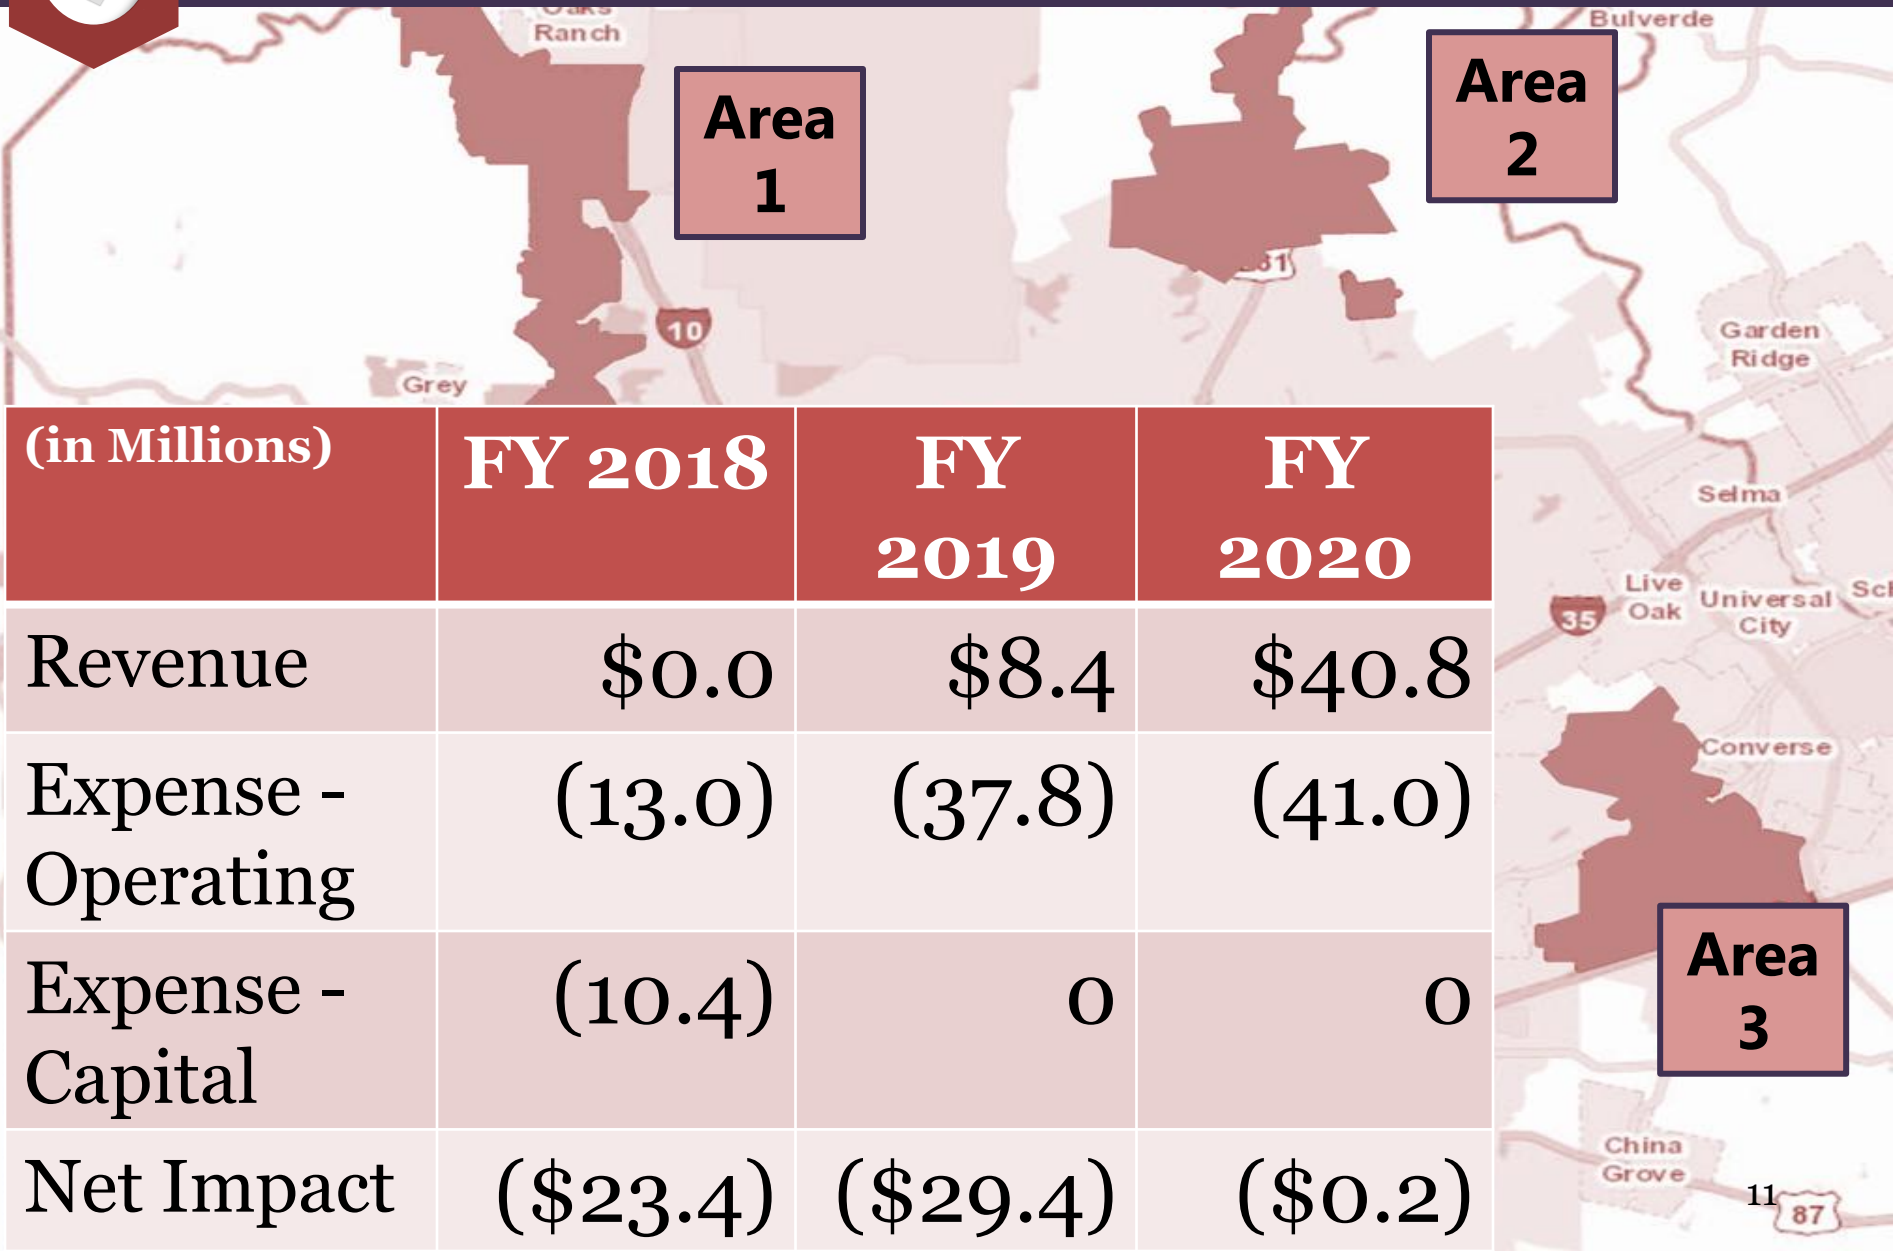 Oaks
Ranch
Bulverde
Area
1
Area
2
81
10
Garden
Ridge
Grey
(in Millions)
FY 2018
FY
2019
FY
2020
Selma
Live
Oak
Universal
City
35
Revenue
$0.0
$8.4
$40.8
Converse
Expense -
Operating
(13.0)
(37.8)
(41.0)
Expense -
Capital
(10.4)
0
0
Area
3
China
Grove
Net Impact
($23.4)
($29.4)
($0.2)
11
87